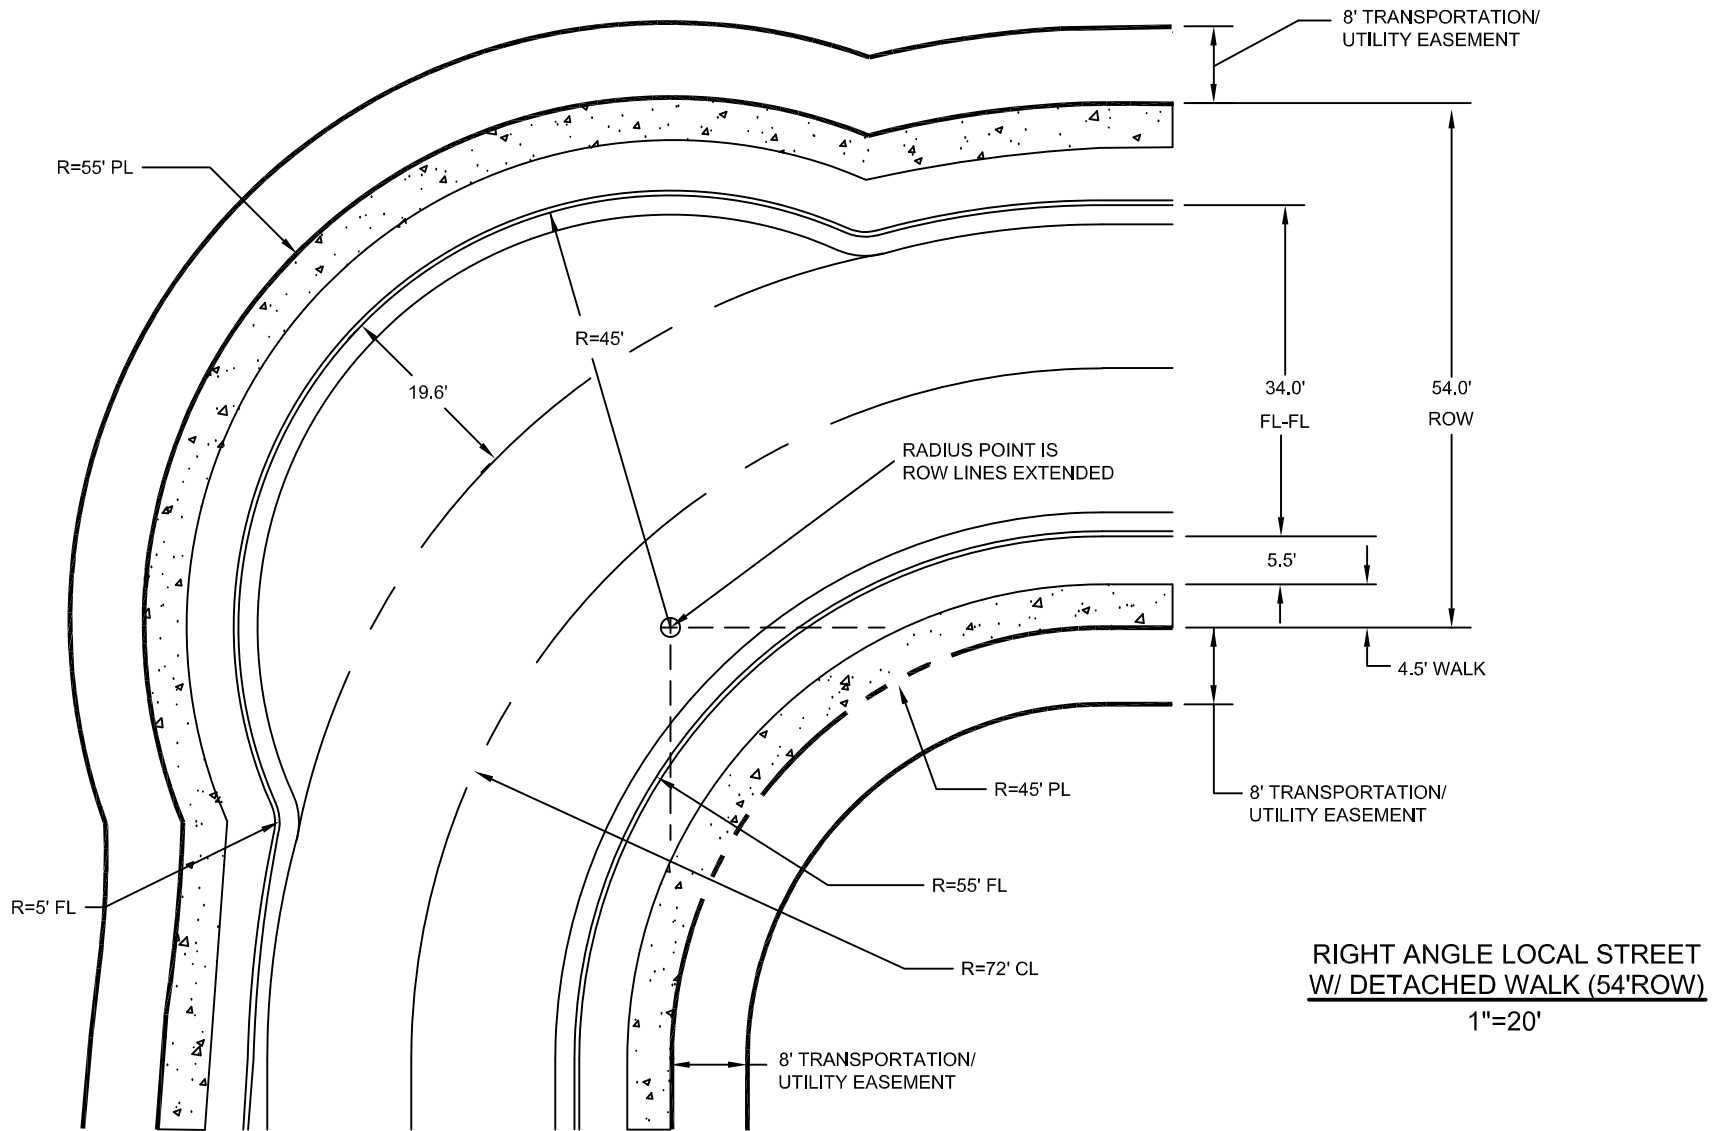 8' TRANSPORTATION/
UTILITY EASEMENT
R=55' PL
R=45'
19.6'
34.0'
FL-FL
54.0'
ROW
RADIUS POINT IS
ROW LINES EXTENDED
5.5'
4.5' WALK
R=45' PL
8' TRANSPORTATION/
UTILITY EASEMENT
R=55' FL
R=5' FL
R=72' CL
RIGHT ANGLE LOCAL STREET
W/ DETACHED WALK (54'ROW)
1"=20'
8' TRANSPORTATION/
UTILITY EASEMENT